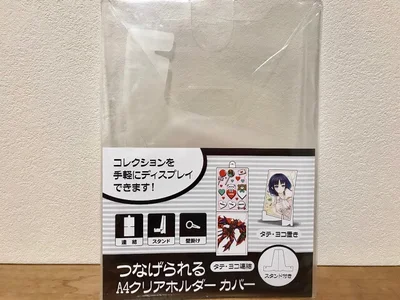 コレクションを
手軽にディスプレイ
できます！
連結
スタンド
壁掛け
タテ・ヨコ連結
タテ・ヨコ置き
スタンド付き
つなげられる
A4クリアホルダー カバー